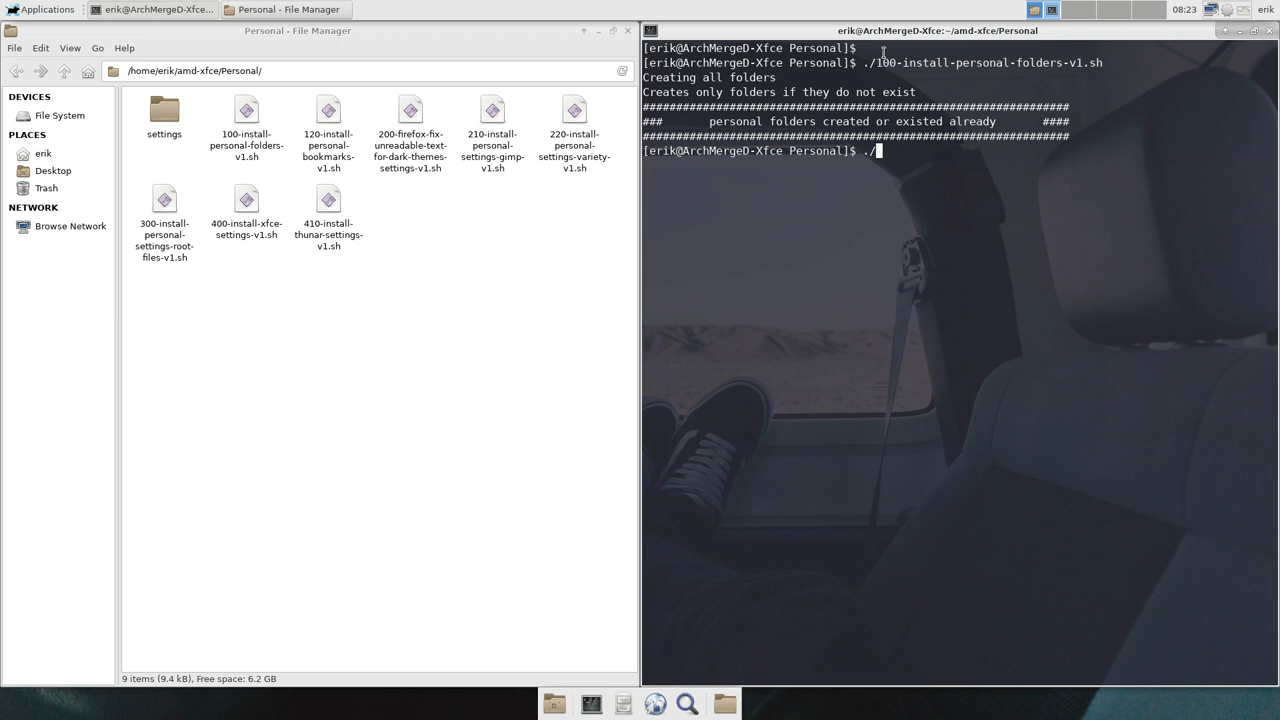 Applications
erik@ArchMergeD-Xfce...
Personal - File Manager
08:23
erik
Personal - File Manager
File Edit View Go Help
/home/erik/amd-xfce/Personal/
DEVICES
File System
PLACES
erik
Desktop
Trash
NETWORK
Browse Network
settings
100-install-
personal-folders-
v1.sh
120-install-
personal-
bookmarks-
v1.sh
200-firefox-fix-
unreadable-text-
for-dark-themes-
settings-v1.sh
210-install-
personal-
settings-gimp-
v1.sh
220-install-
personal-
settings-variety-
v1.sh
300-install-
personal-
settings-root-
files-v1.sh
400-install-xfce-
settings-v1.sh
410-install-
thunar-settings-
v1.sh
9 items (9.4 kB), Free space: 6.2 GB
erik@ArchMergeD-Xfce:~/amd-xfce/Personal
[erik@ArchMergeD-Xfce Personal]$
[erik@ArchMergeD-Xfce Personal]$ ./100-install-personal-folders-v1.sh
Creating all folders
Creates only folders if they do not exist
################################################################
###       personal folders created or existed already       ####
################################################################
[erik@ArchMergeD-Xfce Personal]$ ./